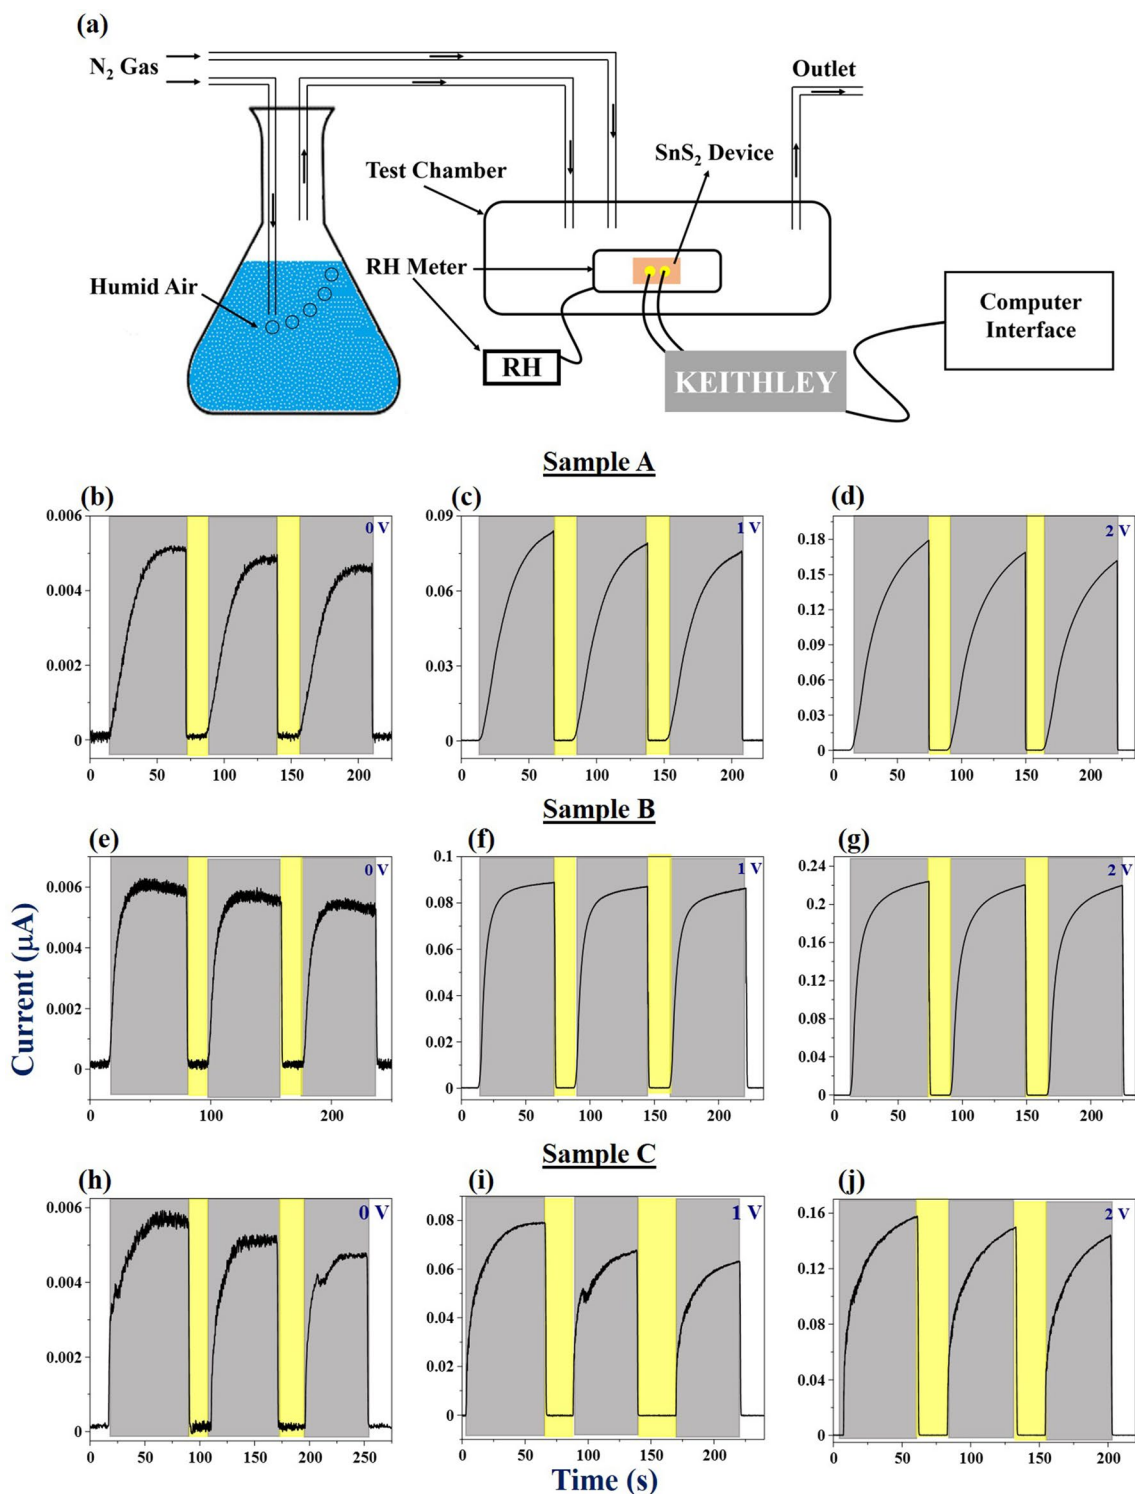 (a)
N₂ Gas
Outlet
SnS₂ Device
Test Chamber
RH Meter
Humid Air
Computer
Interface
RH
KEITHLEY
Sample A
(b)
(c)
(d)
0 V
1 V
2 V
0.006
0.004
0.002
0
0 50 100 150 200
0.09
0.06
0.03
0
0 50 100 150 200
0.18
0.15
0.12
0.09
0.06
0.03
0
0 50 100 150 200
Sample B
(e)
(f)
(g)
0 V
1 V
2 V
0.006
0.004
0.002
0
0 100 200
0.1
0.08
0.06
0.04
0.02
0
0 50 100 150 200
0.24
0.2
0.16
0.12
0.08
0.04
0
0 50 100 150 200
Current (μA)
Sample C
(h)
(i)
(j)
0 V
1 V
2 V
0.006
0.004
0.002
0
0 50 100 150 200 250
0.08
0.06
0.04
0.02
0
0 50 100 150 200
0.16
0.12
0.08
0.04
0
0 50 100 150 200
Time (s)